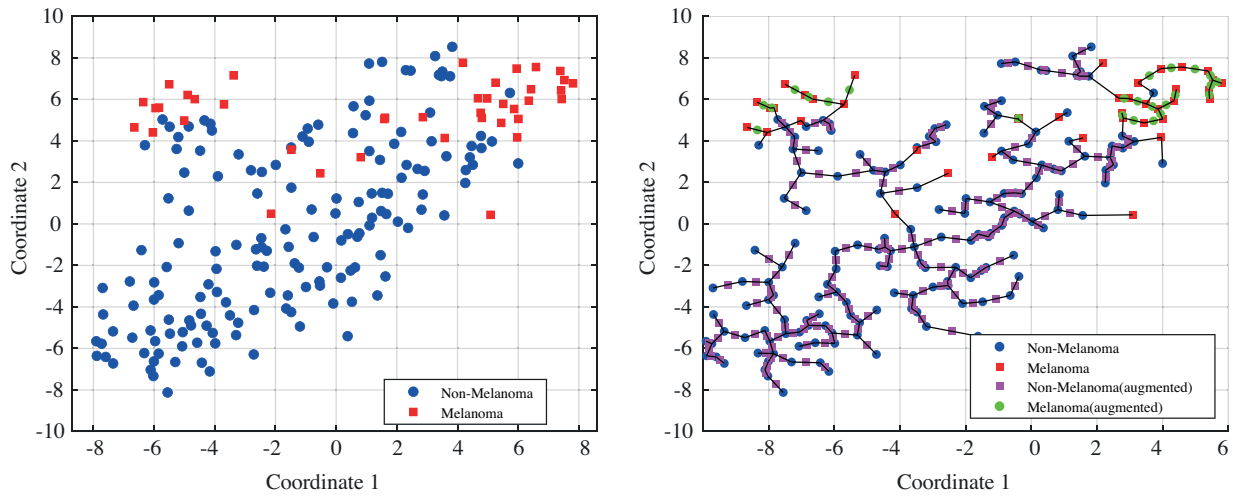 10
8
6
4
2
0
-2
-4
-6
-8
-10
Coordinate 2
-8 -6 -4 -2 0 2 4 6 8
Coordinate 1
Non-Melanoma
Melanoma
10
8
6
4
2
0
-2
-4
-6
-8
-10
Coordinate 2
-8 -6 -4 -2 0 2 4 6
Coordinate 1
Non-Melanoma
Melanoma
Non-Melanoma(augmented)
Melanoma(augmented)